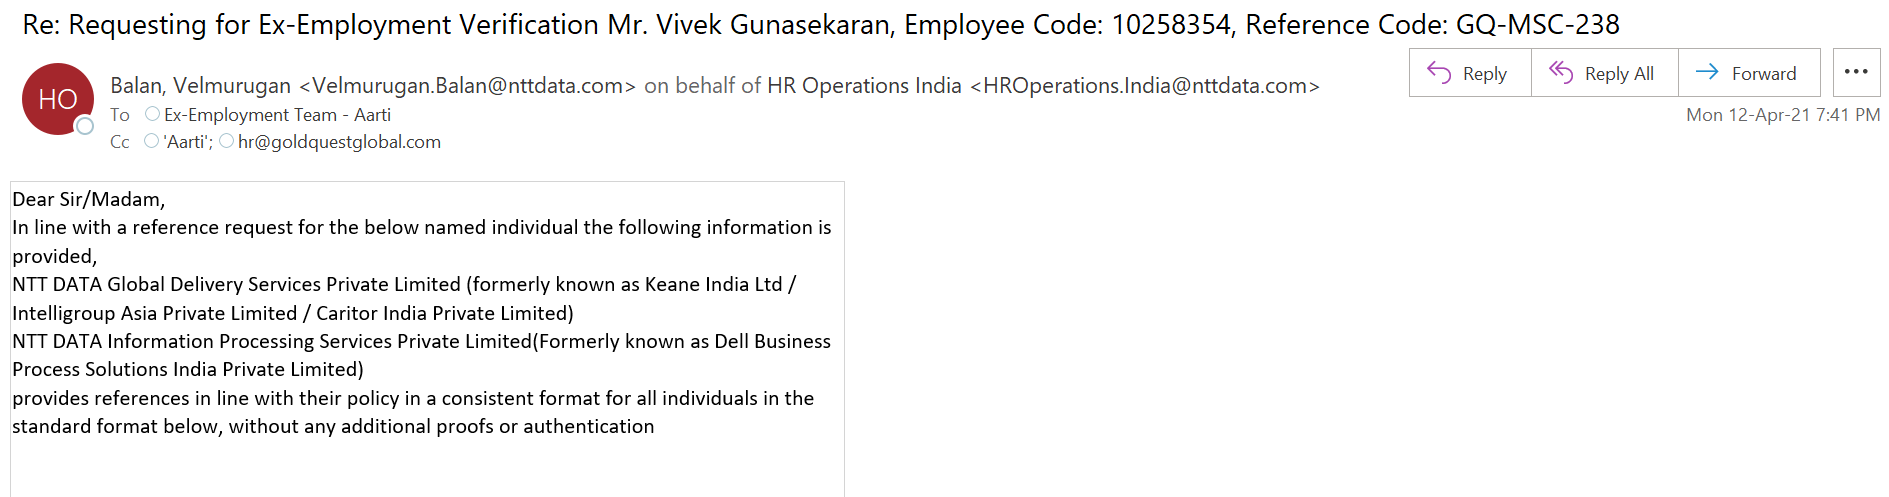 Re: Requesting for Ex-Employment Verification Mr. Vivek Gunasekaran, Employee Code: 10258354, Reference Code: GQ-MSC-238
HO
Balan, Velmurugan <Velmurugan.Balan@nttdata.com> on behalf of HR Operations India <HROperations.India@nttdata.com>
Reply
Reply All
Forward
...
To Ex-Employment Team - Aarti
Mon 12-Apr-21 7:41 PM
Cc 'Aarti'; hr@goldquestglobal.com
Dear Sir/Madam,
In line with a reference request for the below named individual the following information is
provided,
NTT DATA Global Delivery Services Private Limited (formerly known as Keane India Ltd /
Intelligroup Asia Private Limited / Caritor India Private Limited)
NTT DATA Information Processing Services Private Limited(Formerly known as Dell Business
Process Solutions India Private Limited)
provides references in line with their policy in a consistent format for all individuals in the
standard format below, without any additional proofs or authentication